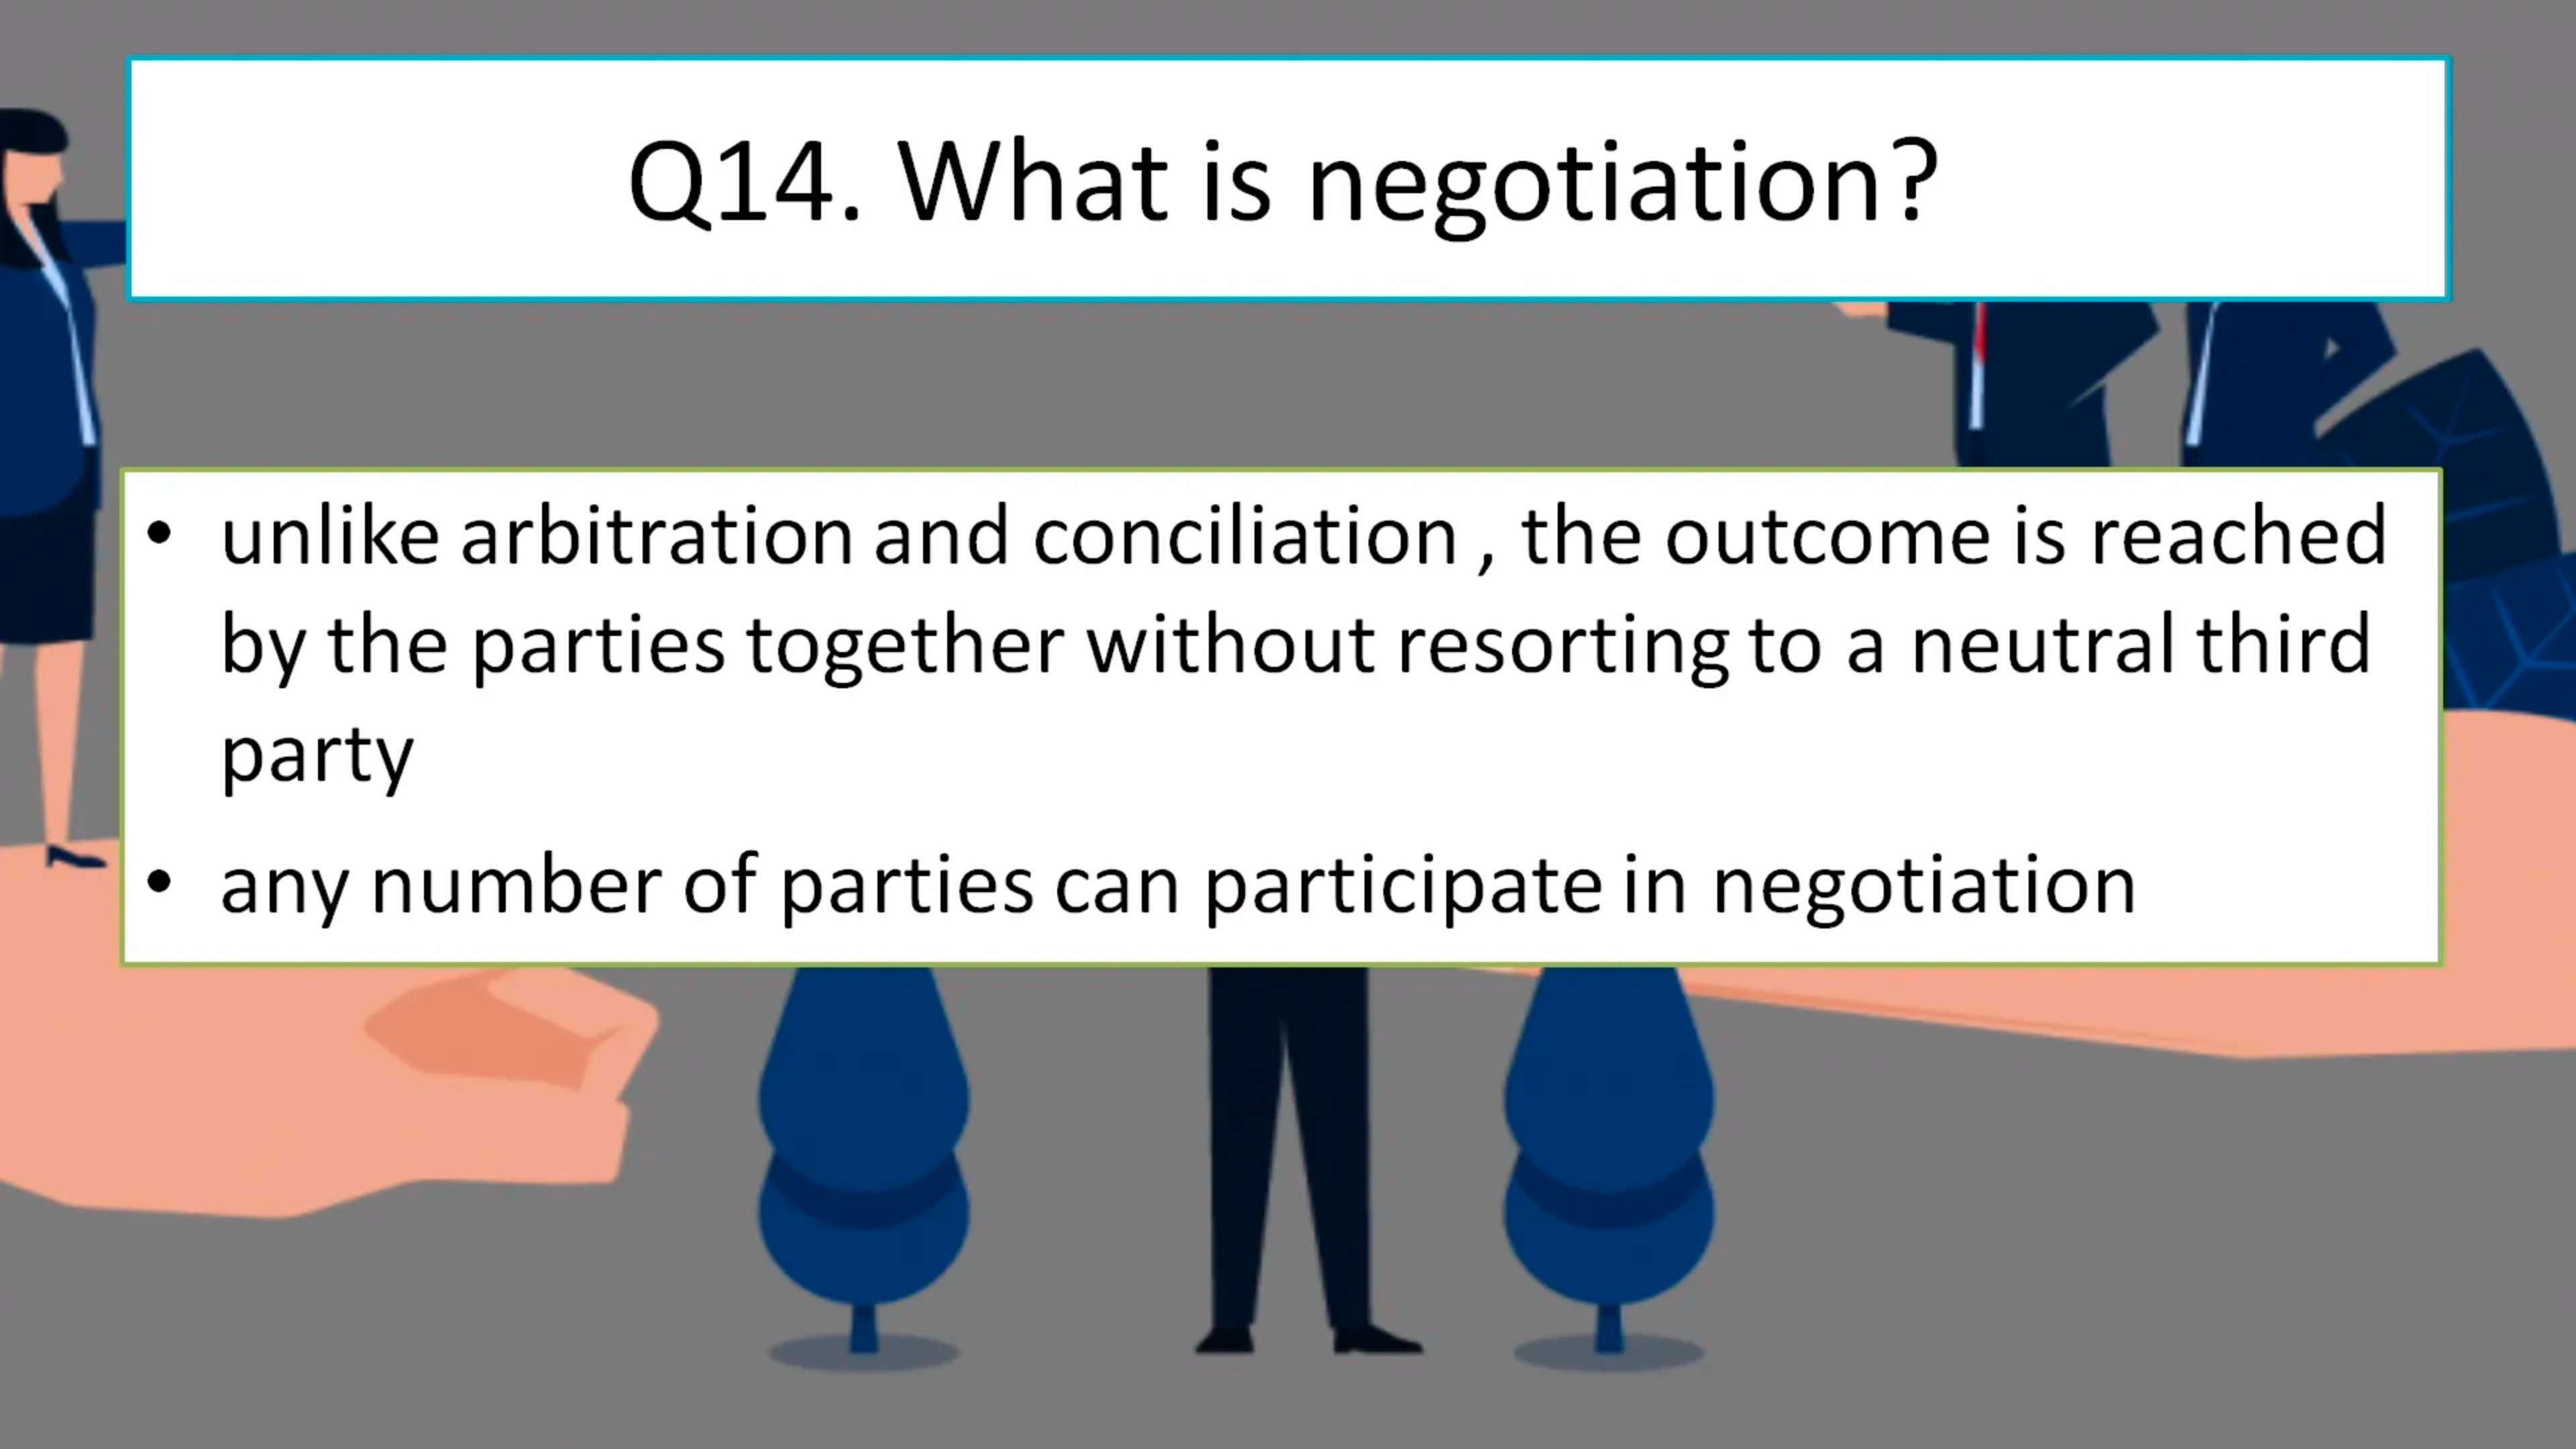 Q14. What is negotiation?
• unlike arbitration and conciliation , the outcome is reached
by the parties together without resorting to a neutral third
party
• any number of parties can participate in negotiation